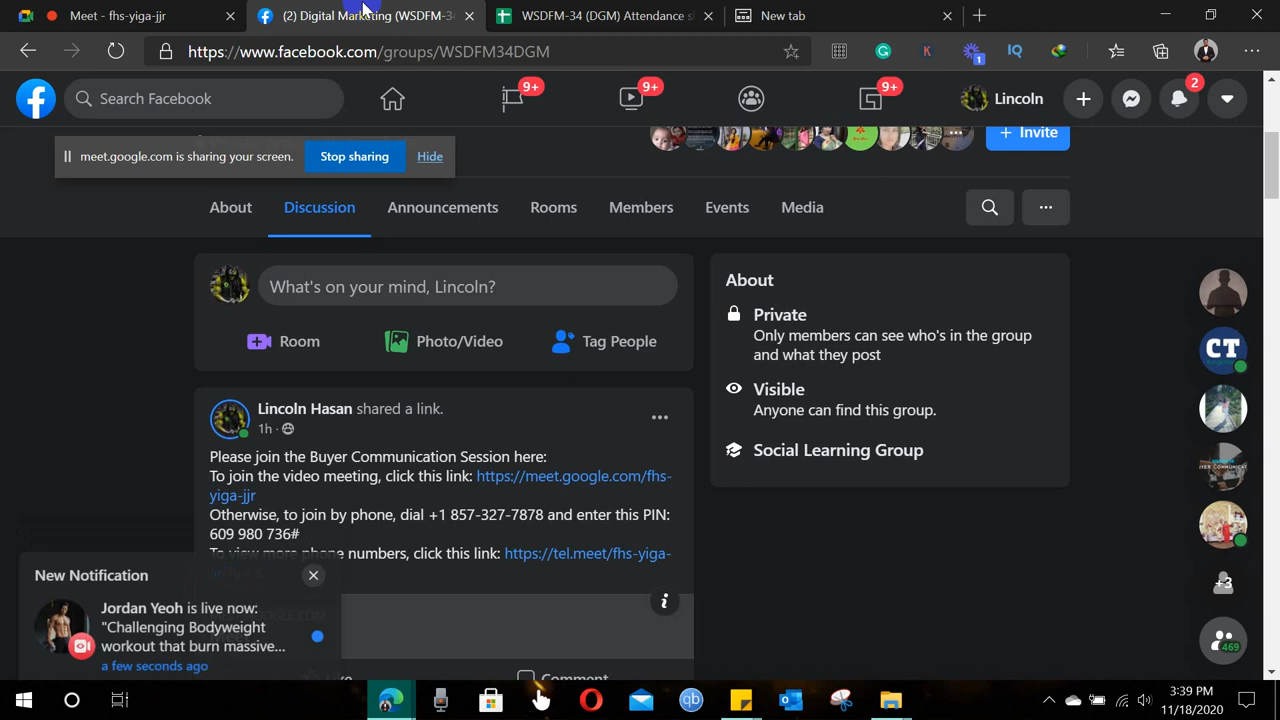 Meet - fhs-yiga-jjr
(2) Digital Marketing (WSDFM-34
WSDFM-34 (DGM) Attendance s
New tab
https://www.facebook.com/groups/WSDFM34DGM
Search Facebook
9+
9+
9+
Lincoln
2
meet.google.com is sharing your screen.
Stop sharing
Hide
+ Invite
About
Discussion
Announcements
Rooms
Members
Events
Media
What's on your mind, Lincoln?
Room
Photo/Video
Tag People
About
Private
Only members can see who's in the group
and what they post
Visible
Anyone can find this group.
Social Learning Group
Lincoln Hasan shared a link.
1h
Please join the Buyer Communication Session here:
To join the video meeting, click this link: https://meet.google.com/fhs-
yiga-jjr
Otherwise, to join by phone, dial +1 857-327-7878 and enter this PIN:
609 980 736#
To view more phone numbers, click this link: https://tel.meet/fhs-yiga-
New Notification
Jordan Yeoh is live now:
"Challenging Bodyweight
workout that burn massive...
a few seconds ago
Comment
CT
+3
469
3:39 PM
11/18/2020